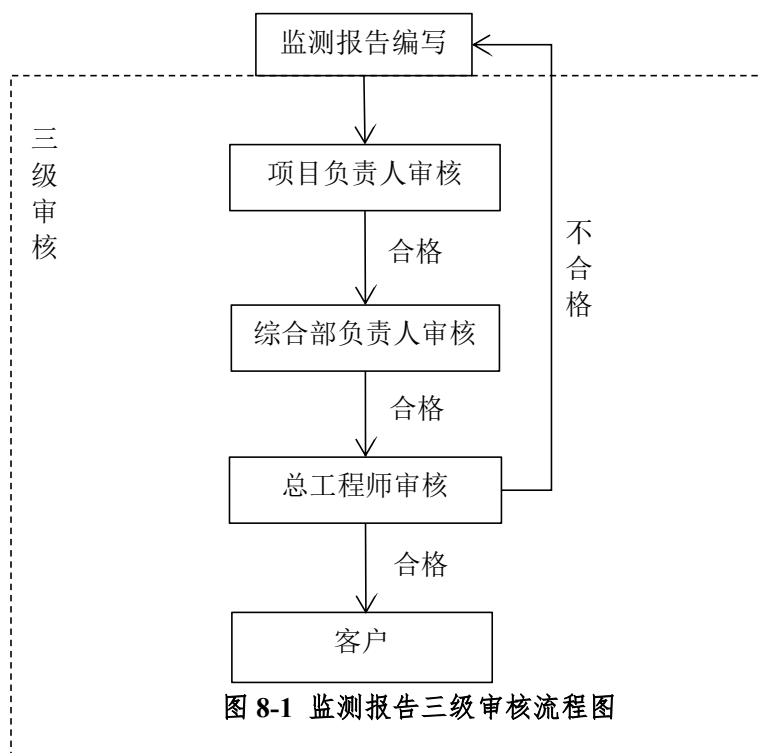 监测报告编写
三
级
审
核
项目负责人审核
合格
不
合
格
综合部负责人审核
合格
总工程师审核
合格
客户
图 8-1 监测报告三级审核流程图